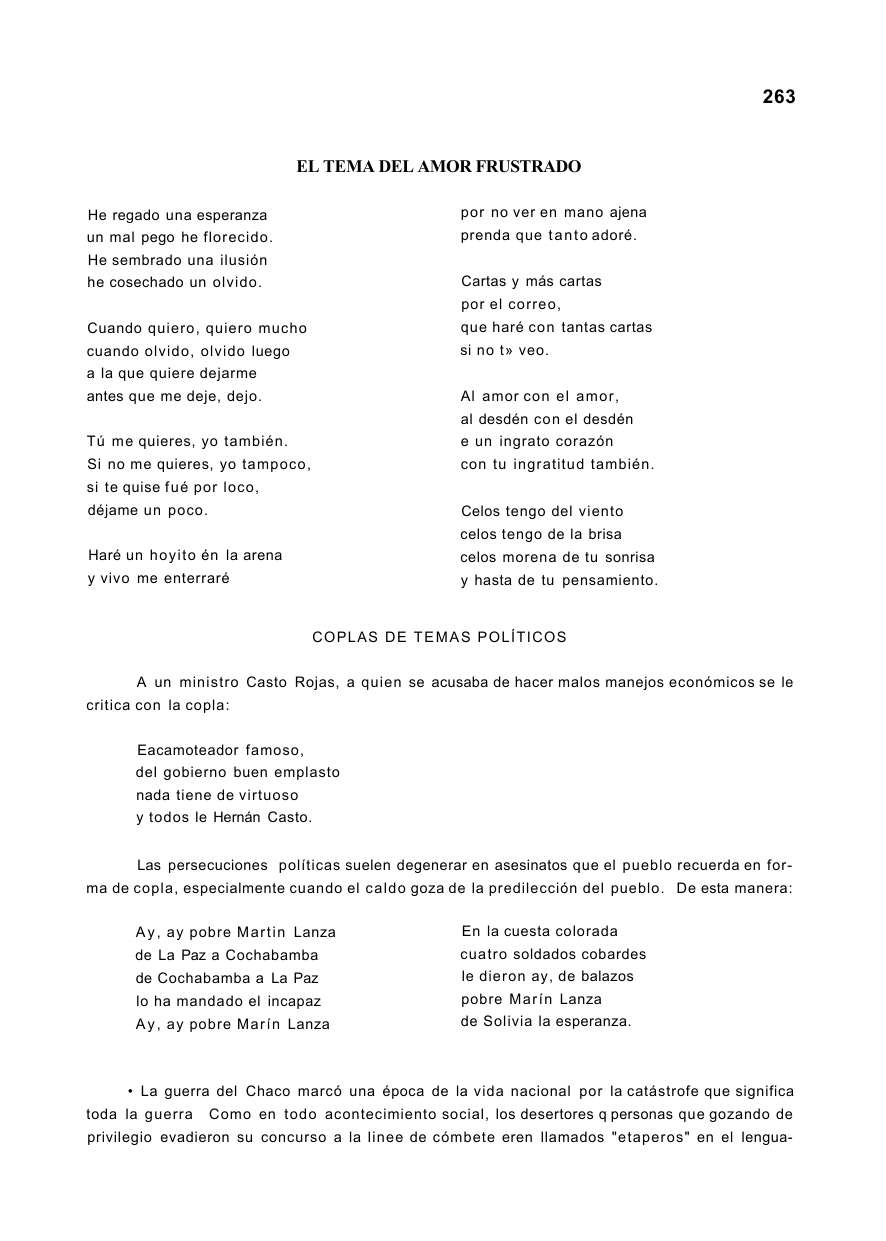 263
EL TEMA DEL AMOR FRUSTRADO
He regado una esperanza
un mal pego he florecido.
He sembrado una ilusión
he cosechado un olvido.
Cuando quiero, quiero mucho
cuando olvido, olvido luego
a la que quiere dejarme
antes que me deje, dejo.
Tú me quieres, yo también.
Si no me quieres, yo tampoco,
si te quise fué por loco,
déjame un poco.
Haré un hoyito én la arena
y vivo me enterraré
por no ver en mano ajena
prenda que tanto adoré.
Cartas y más cartas
por el correo,
que haré con tantas cartas
si no t» veo.
Al amor con el amor,
al desdén con el desdén
e un ingrato corazón
con tu ingratitud también.
Celos tengo del viento
celos tengo de la brisa
celos morena de tu sonrisa
y hasta de tu pensamiento.
COPLAS DE TEMAS POLÍTICOS
A un ministro Casto Rojas, a quien se acusaba de hacer malos manejos económicos se le
critica con la copla:
Eacamoteador famoso,
del gobierno buen emplasto
nada tiene de virtuoso
y todos le Hernán Casto.
Las persecuciones políticas suelen degenerar en asesinatos que el pueblo recuerda en for-
ma de copla, especialmente cuando el caldo goza de la predilección del pueblo. De esta manera:
Ay, ay pobre Martin Lanza
de La Paz a Cochabamba
de Cochabamba a La Paz
lo ha mandado el incapaz
Ay, ay pobre Marín Lanza
En la cuesta colorada
cuatro soldados cobardes
le dieron ay, de balazos
pobre Marín Lanza
de Solivia la esperanza.
• La guerra del Chaco marcó una época de la vida nacional por la catástrofe que significa
toda la guerra Como en todo acontecimiento social, los desertores q personas que gozando de
privilegio evadieron su concurso a la linee de cómbete eren llamados "etaperos" en el lengua-